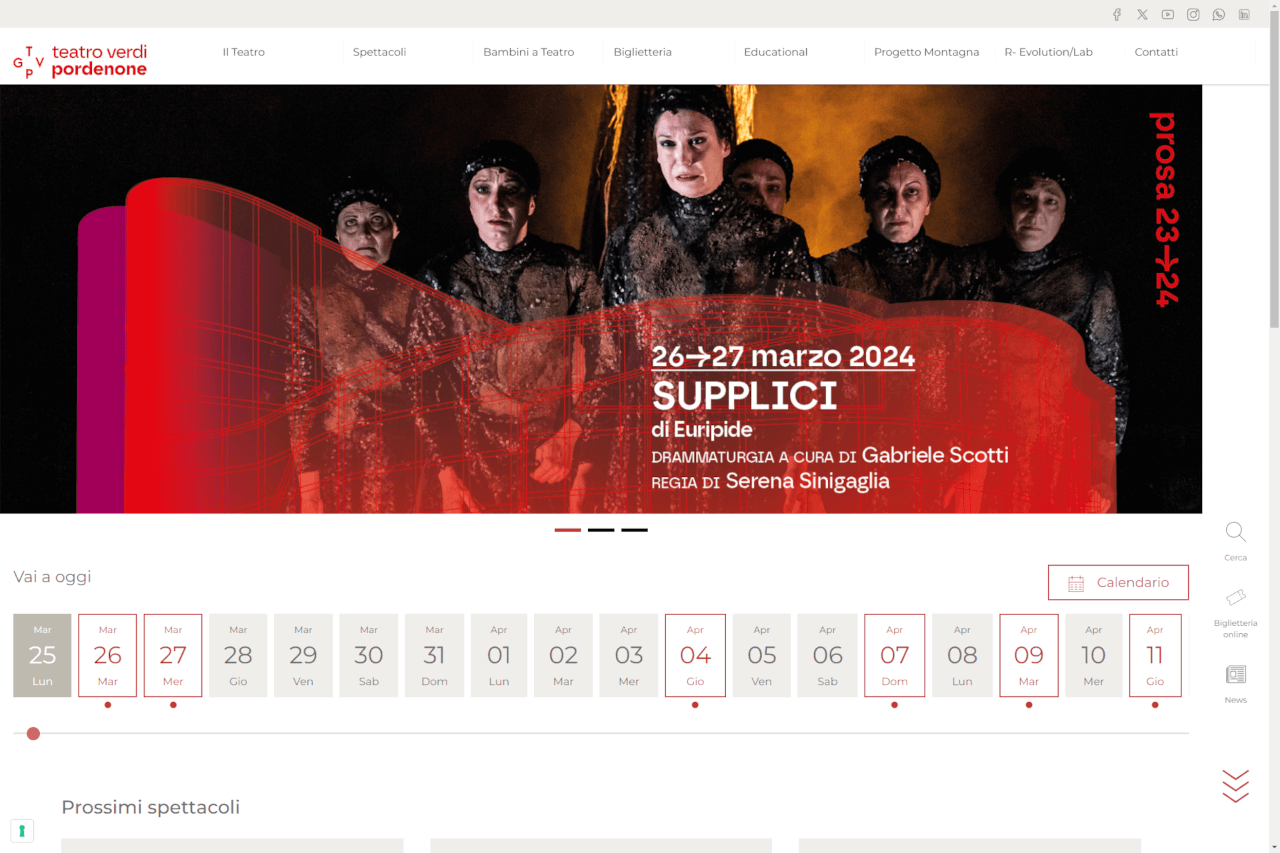 teatro verdi
pordenone
G T P V
Il Teatro
Spettacoli
Bambini a Teatro
Biglietteria
Educational
Progetto Montagna
R- Evolution/Lab
Contatti
prosa 23→24
26→27 marzo 2024
SUPPLICI
di Euripide
DRAMMATURGIA A CURA DI Gabriele Scotti
REGIA DI Serena Sinigaglia
Cerca
Biglietteria
online
News
Vai a oggi
Calendario
Mar 25 Lun
Mar 26 Mar
Mar 27 Mer
Mar 28 Gio
Mar 29 Ven
Mar 30 Sab
Mar 31 Dom
Apr 01 Lun
Apr 02 Mar
Apr 03 Mer
Apr 04 Gio
Apr 05 Ven
Apr 06 Sab
Apr 07 Dom
Apr 08 Lun
Apr 09 Mar
Apr 10 Mer
Apr 11 Gio
Prossimi spettacoli